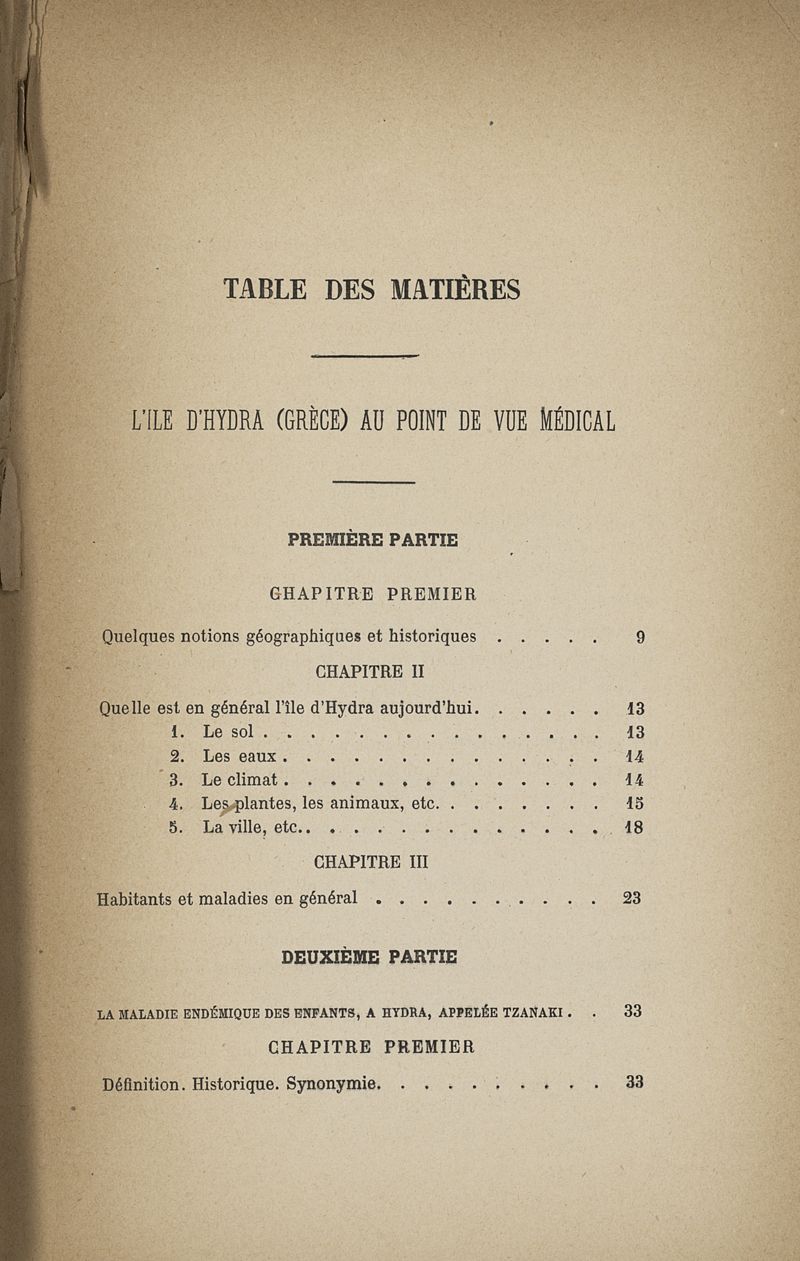 TABLE DES MATIÈRES
L'ILE D'HYDRA (GRÈCE) AU POINT DE VUE MÉDICAL
PREMIÈRE PARTIE
CHAPITRE PREMIER
Quelques notions géographiques et historiques . . . . . 9
CHAPITRE II
Quelle est en général l'île d'Hydra aujourd'hui. . . . . . 13
1. Le sol . . . . . . . . . . . . . . . 13
2. Les eaux . . . . . . . . . . . . . . 14
3. Le climat . . . . . . . . . . . . . . 14
4. Les plantes, les animaux, etc. . . . . . . . 15
5. La ville, etc. . . . . . . . . . . . . . 18
CHAPITRE III
Habitants et maladies en général . . . . . . . . . . 23
DEUXIÈME PARTIE
LA MALADIE ENDÉMIQUE DES ENFANTS, A HYDRA, APPELÉE TZANAKI . . 33
CHAPITRE PREMIER
Définition. Historique. Synonymie. . . . . . . . . . 33